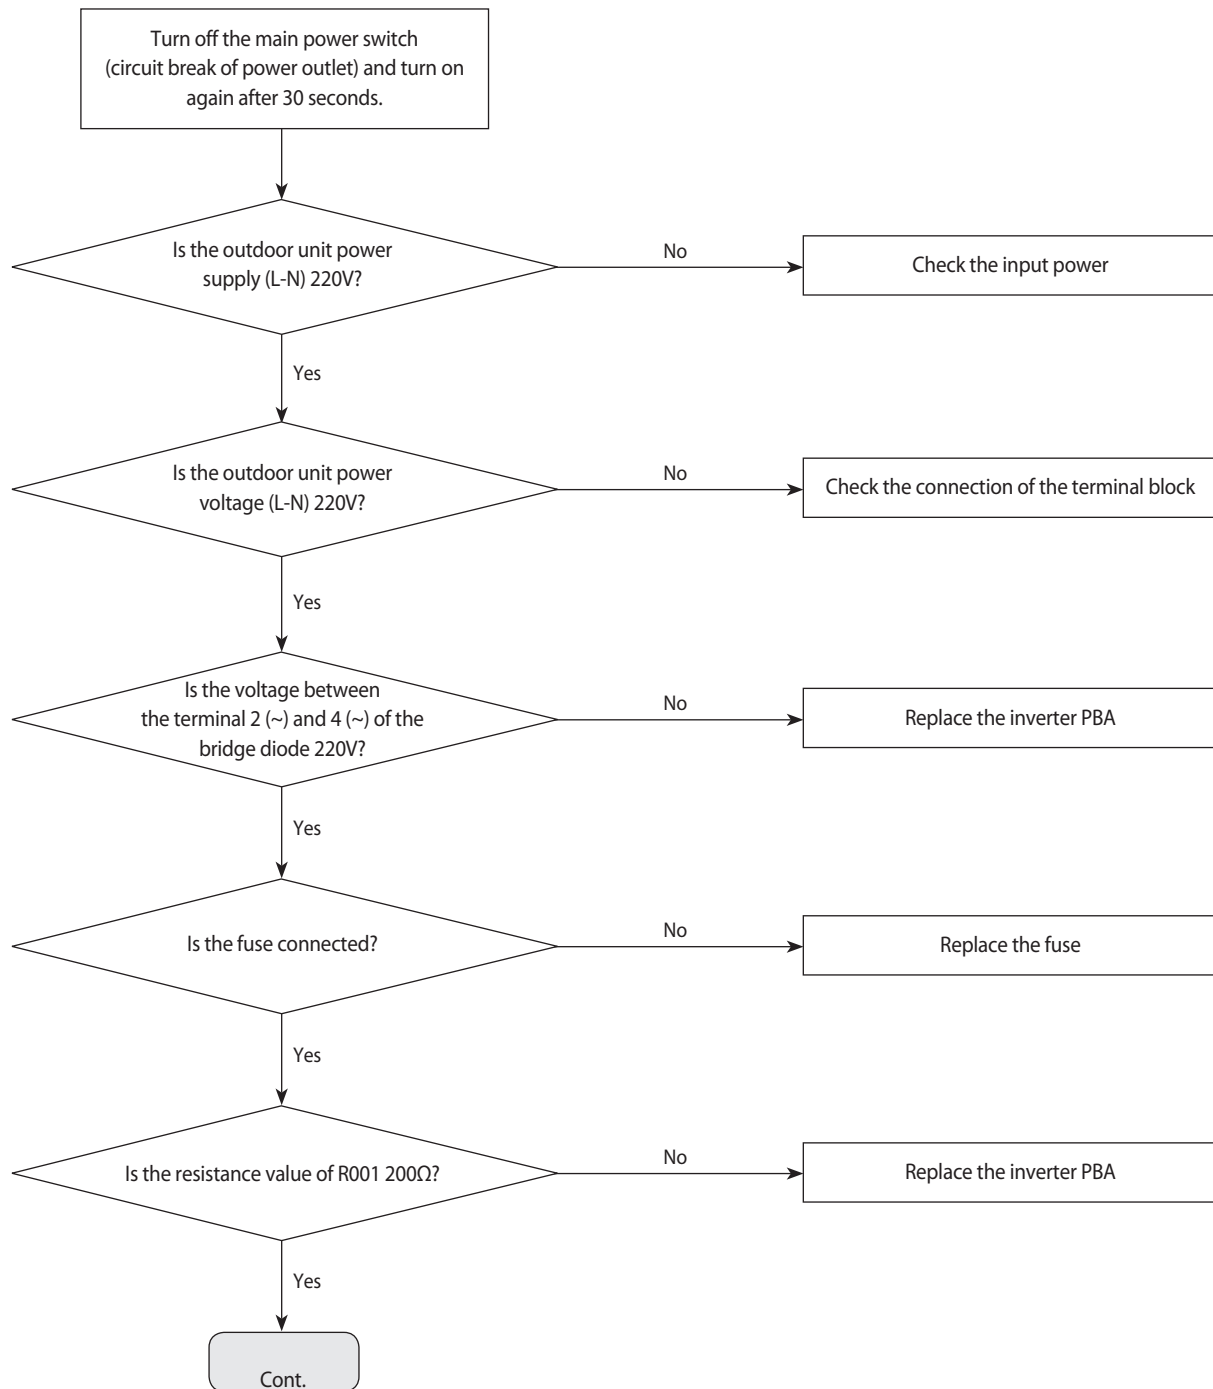 Turn off the main power switch
(circuit break of power outlet) and turn on
again after 30 seconds.
Is the outdoor unit power
supply (L-N) 220V?
No
Check the input power
Yes
Is the outdoor unit power
voltage (L-N) 220V?
No
Check the connection of the terminal block
Yes
Is the voltage between
the terminal 2 (~) and 4 (~) of the
bridge diode 220V?
No
Replace the inverter PBA
Yes
Is the fuse connected?
No
Replace the fuse
Yes
Is the resistance value of R001 200Ω?
No
Replace the inverter PBA
Yes
Cont.